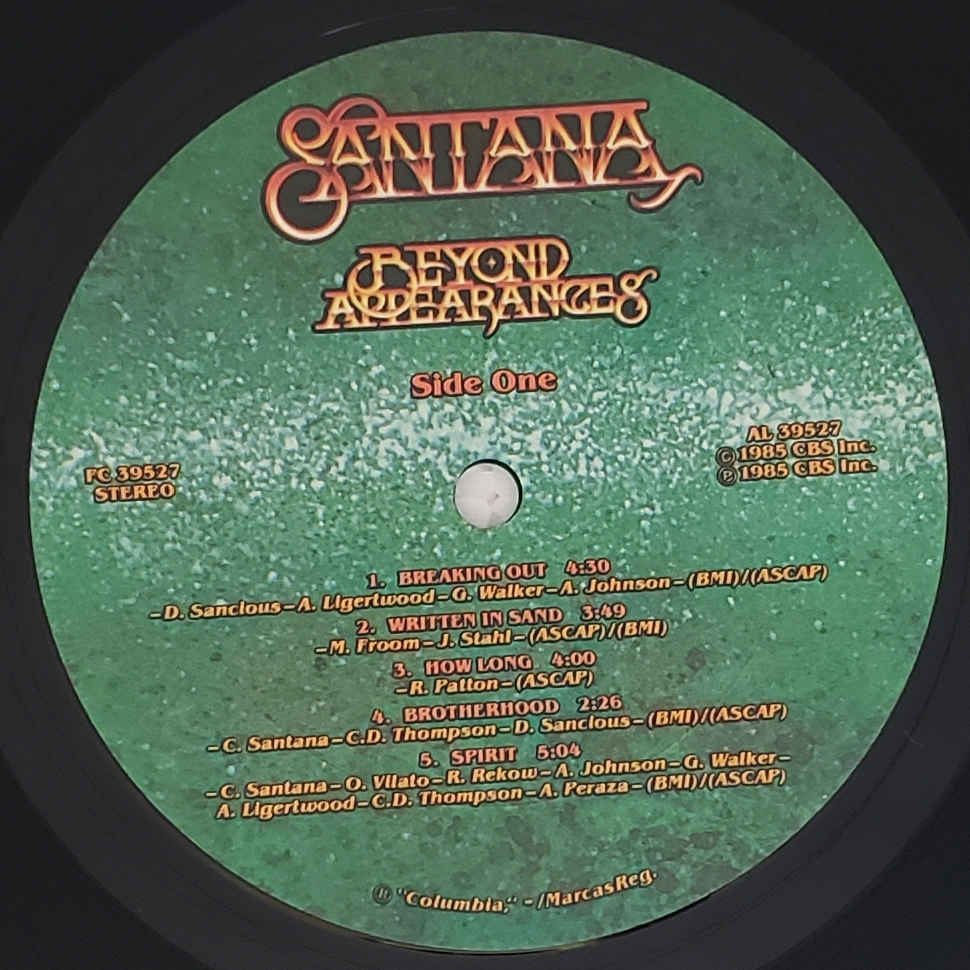 SANTANA
BEYOND
APPEARANCES
Side One
FC 39527
STEREO
AL 39527
© 1985 CBS Inc.
℗ 1985 CBS Inc.
1. BREAKING OUT 4:30
–D. Sancious–A. Ligertwood–G. Walker–A. Johnson–(BMI)/(ASCAP)
2. WRITTEN IN SAND 3:49
–M. Froom–J. Stahl–(ASCAP)/(BMI)
3. HOW LONG 4:00
–R. Patton–(ASCAP)
4. BROTHERHOOD 2:26
–C. Santana–C.D. Thompson–D. Sancious–(BMI)/(ASCAP)
5. SPIRIT 5:04
–C. Santana–O. Vilato–R. Rekow–A. Johnson–G. Walker–
A. Ligertwood–C.D. Thompson–A. Peraza–(BMI)/(ASCAP)
® "Columbia," -/MarcasReg.